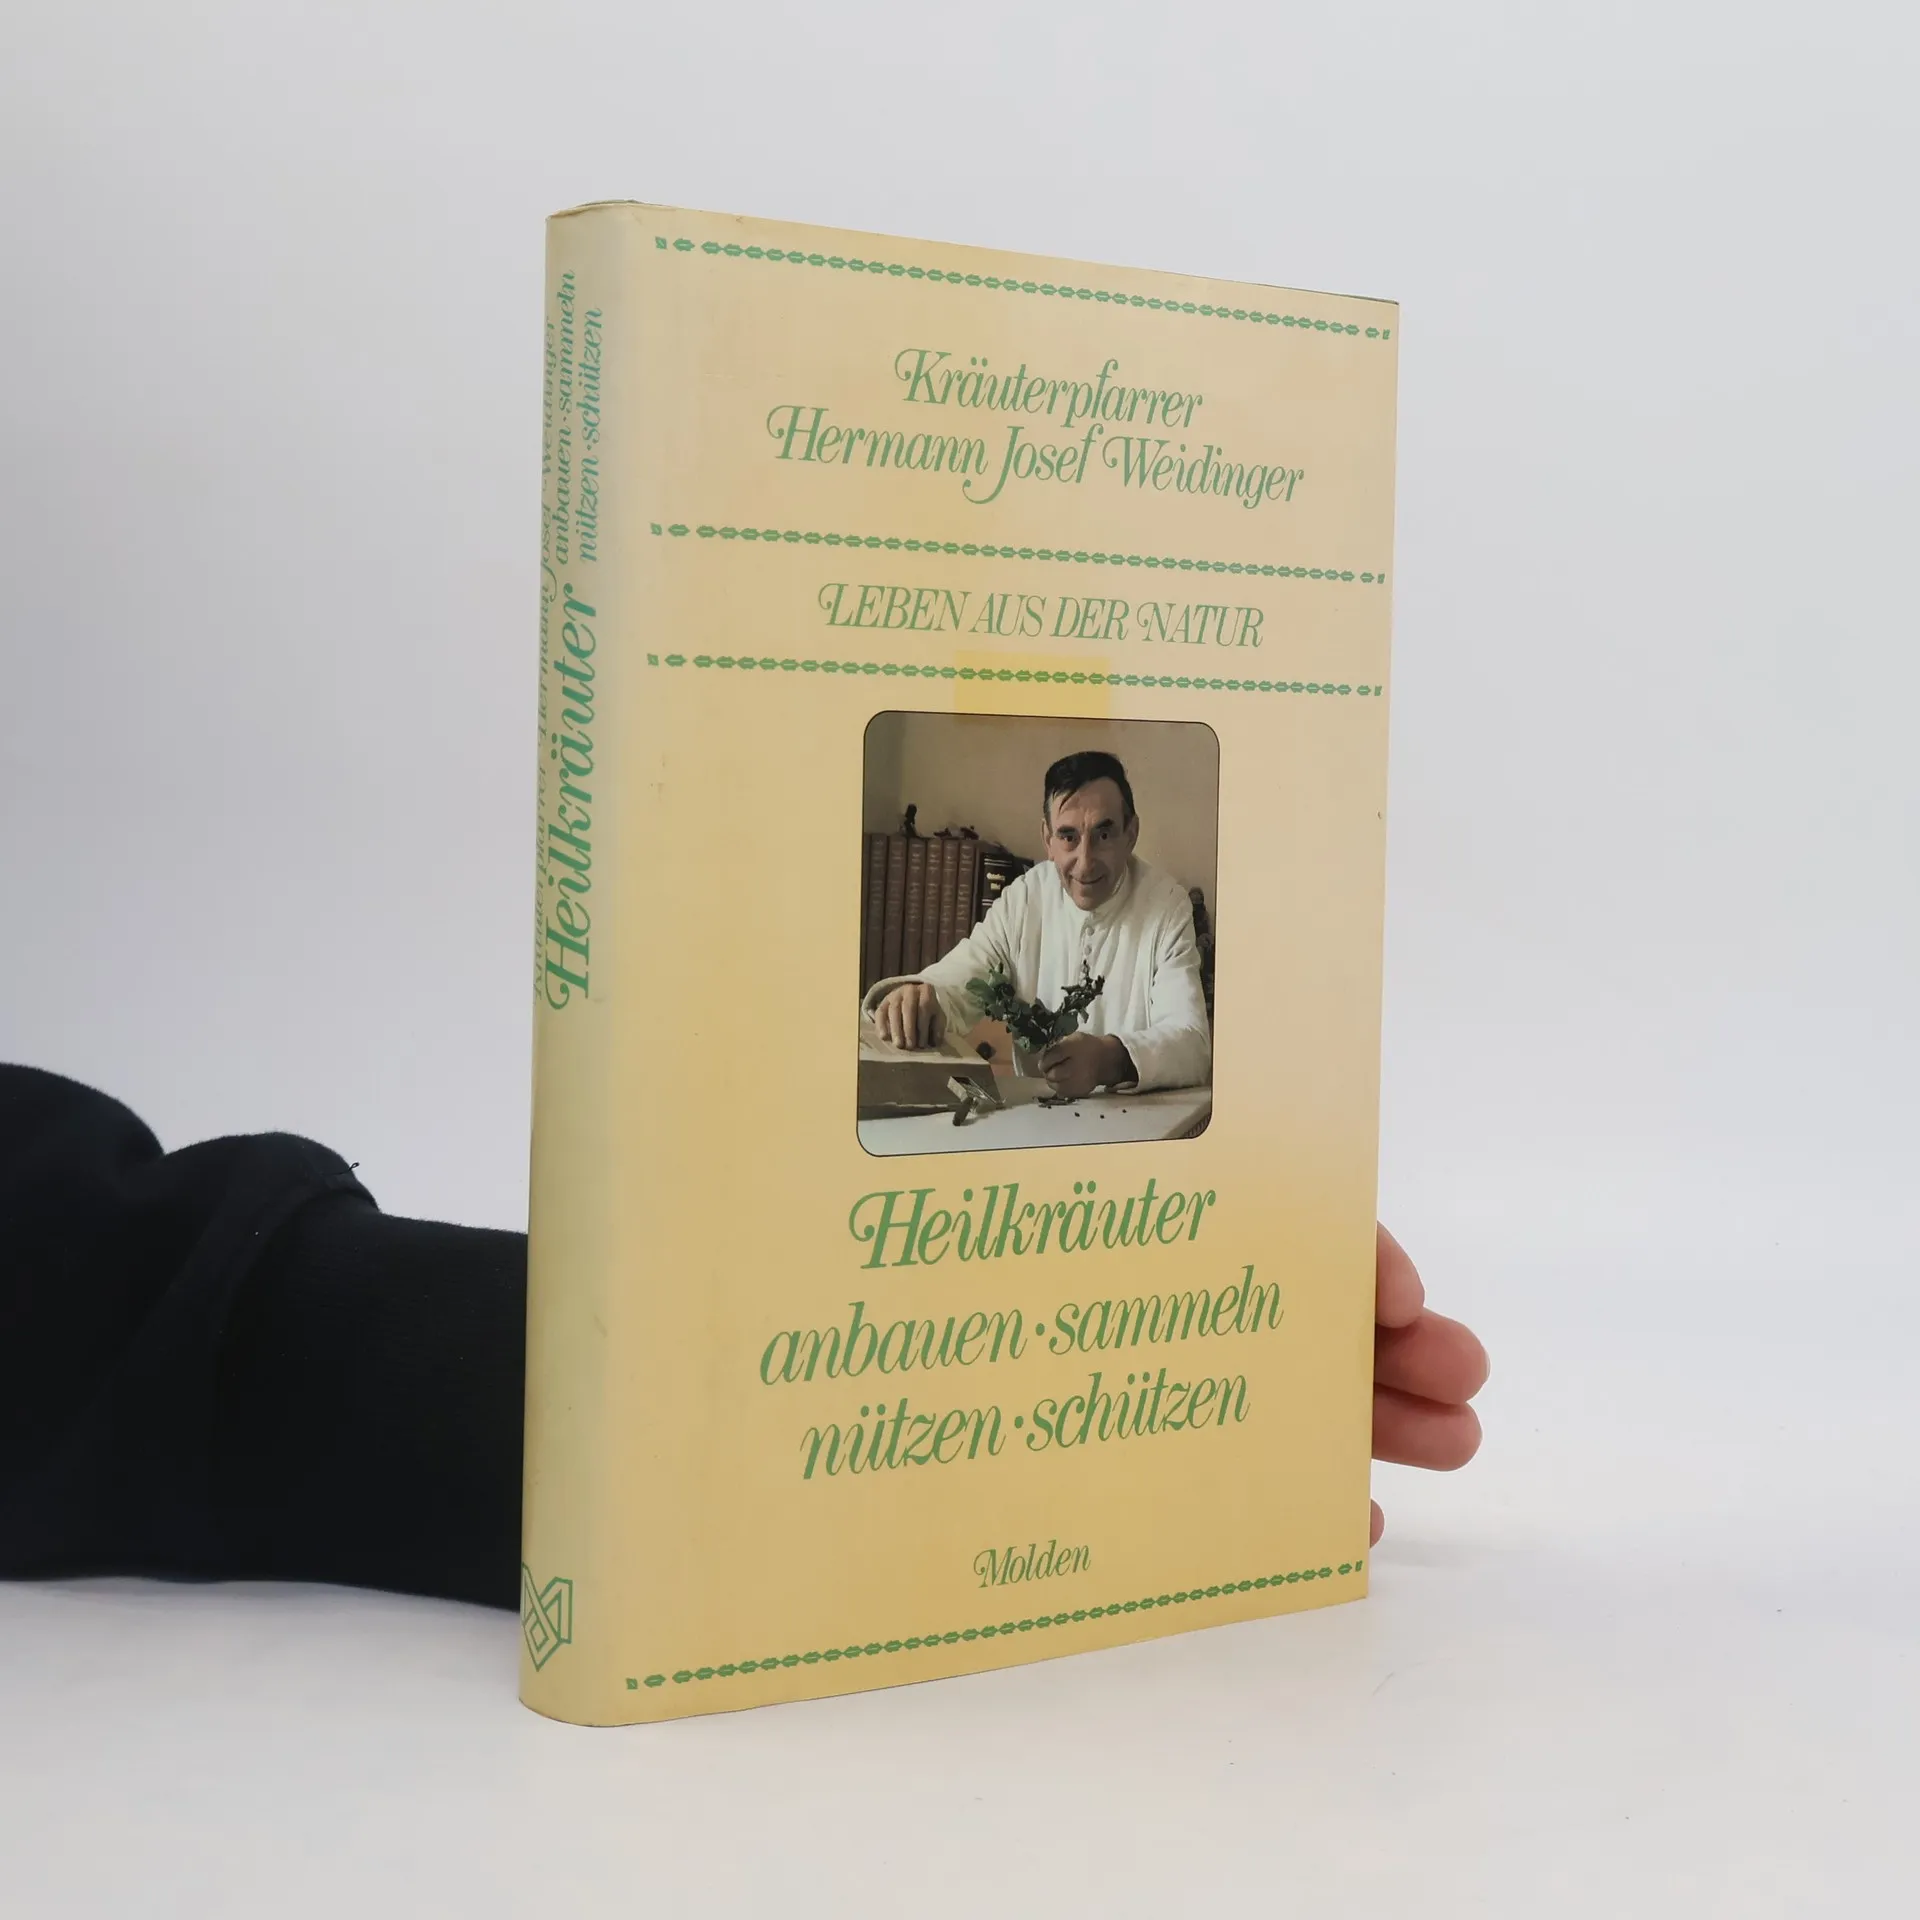 Kräuterpfarrer
Hermann Josef Weidinger
LEBEN AUS DER NATUR
Heilkräuter
anbauen·sammeln
nützen·schützen
Molden
Kräuterpfarrer Hermann Josef Weidinger
Heilkräuter
anbauen·sammeln
nützen·schützen